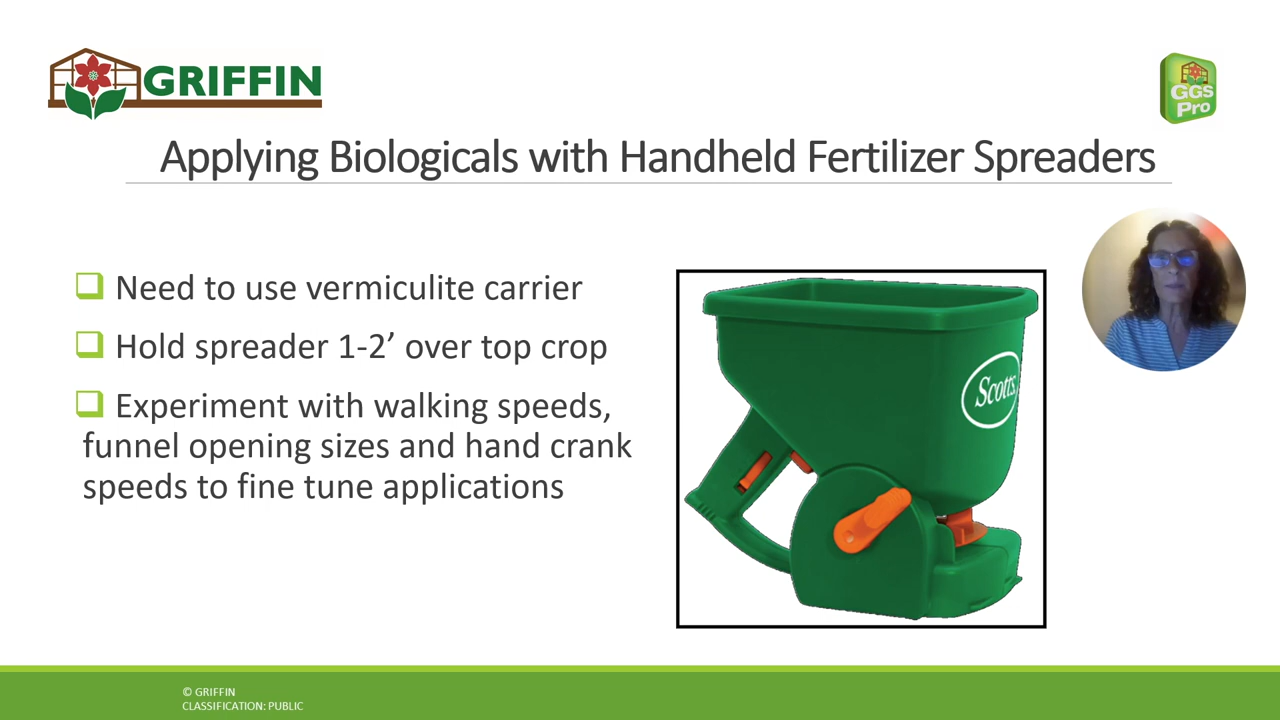 GRIFFIN
GGS
Pro
Applying Biologicals with Handheld Fertilizer Spreaders
Need to use vermiculite carrier
Hold spreader 1-2’ over top crop
Experiment with walking speeds,
funnel opening sizes and hand crank
speeds to fine tune applications
Scotts
© GRIFFIN
CLASSIFICATION: PUBLIC